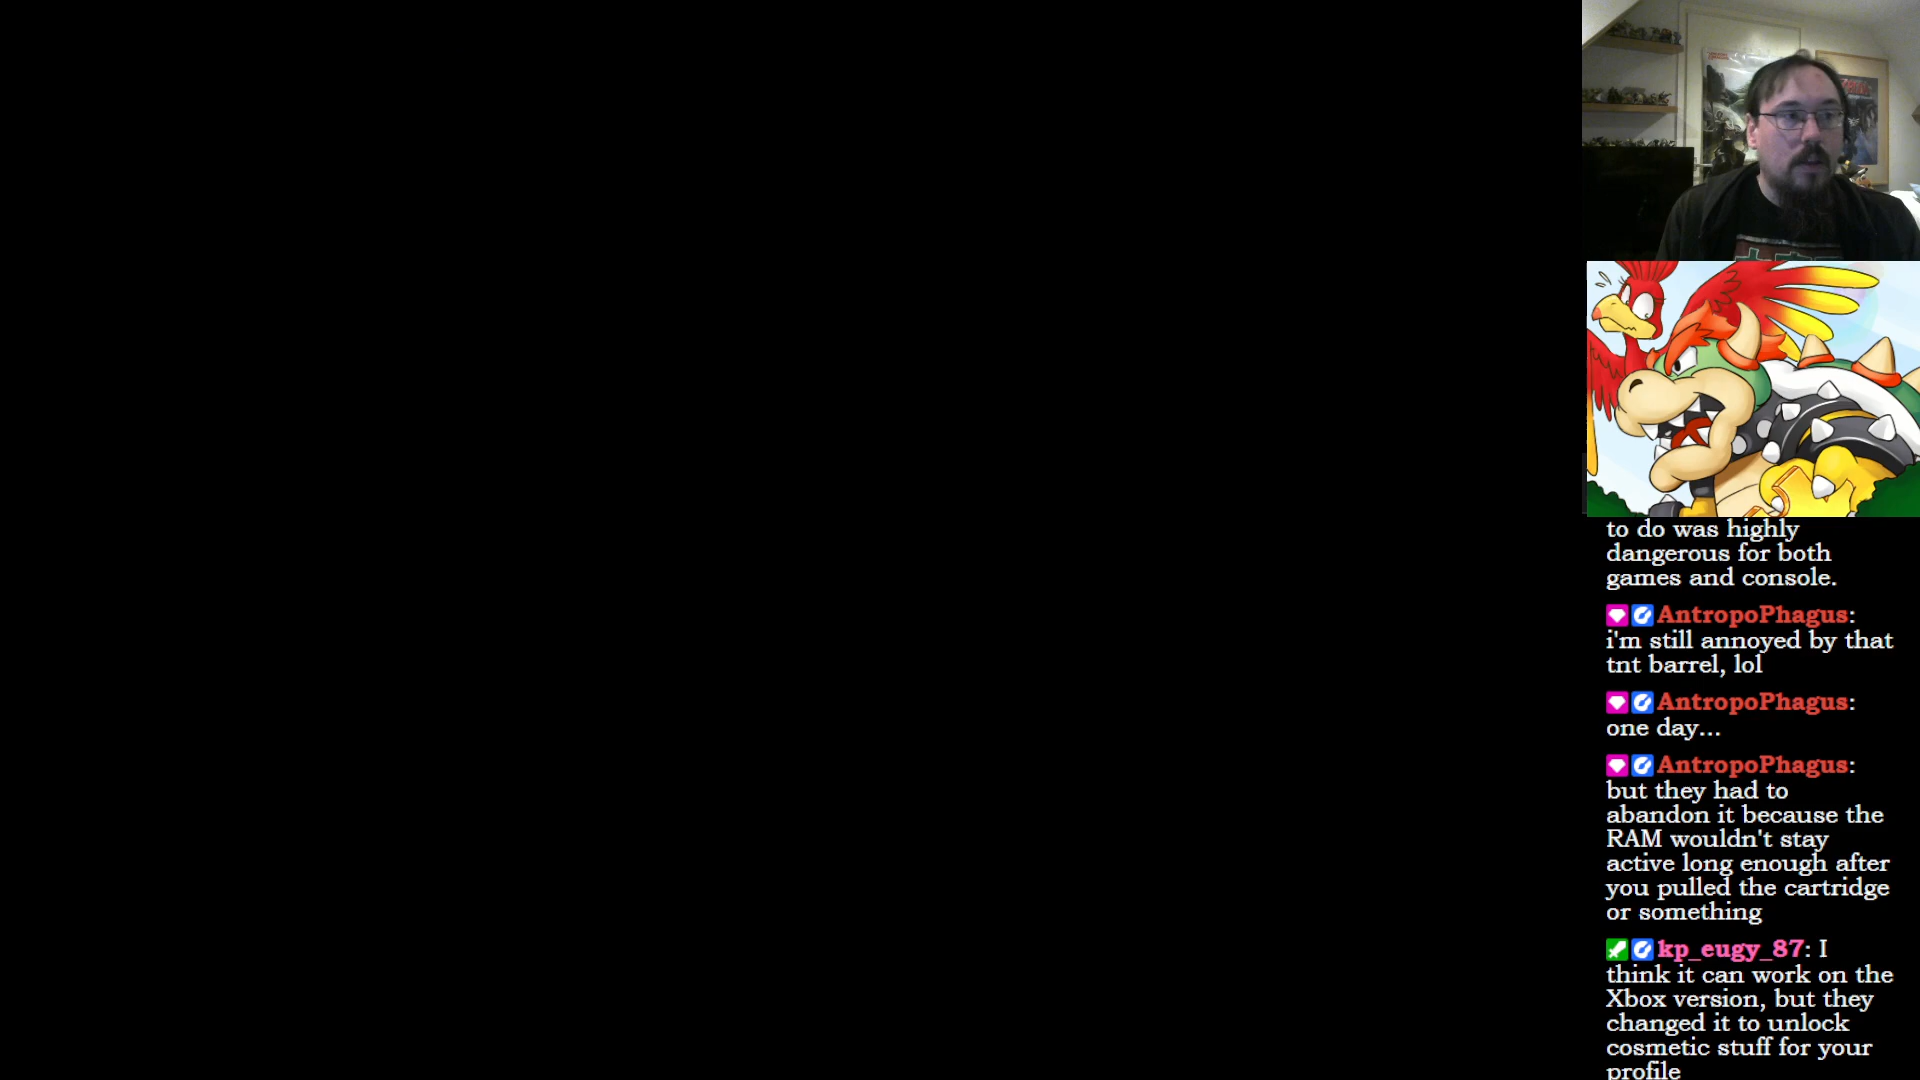 to do was highly
dangerous for both
games and console.
AntropoPhagus:
i'm still annoyed by that
tnt barrel, lol
AntropoPhagus:
one day...
AntropoPhagus:
but they had to
abandon it because the
RAM wouldn't stay
active long enough after
you pulled the cartridge
or something
kp_eugy_87: I
think it can work on the
Xbox version, but they
changed it to unlock
cosmetic stuff for your
profile